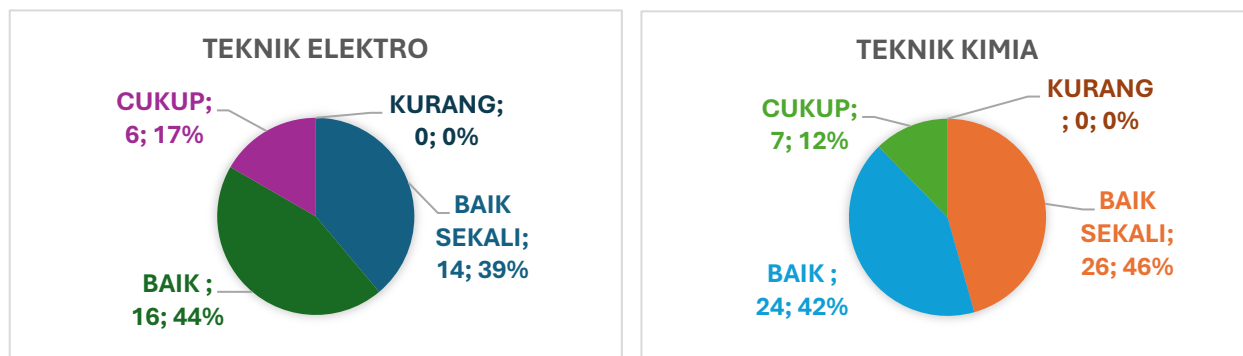 TEKNIK ELEKTRO
CUKUP;
6; 17%
KURANG;
0; 0%
BAIK
SEKALI;
14; 39%
BAIK ;
16; 44%
TEKNIK KIMIA
CUKUP;
7; 12%
KURANG
; 0; 0%
BAIK
SEKALI;
26; 46%
BAIK ;
24; 42%